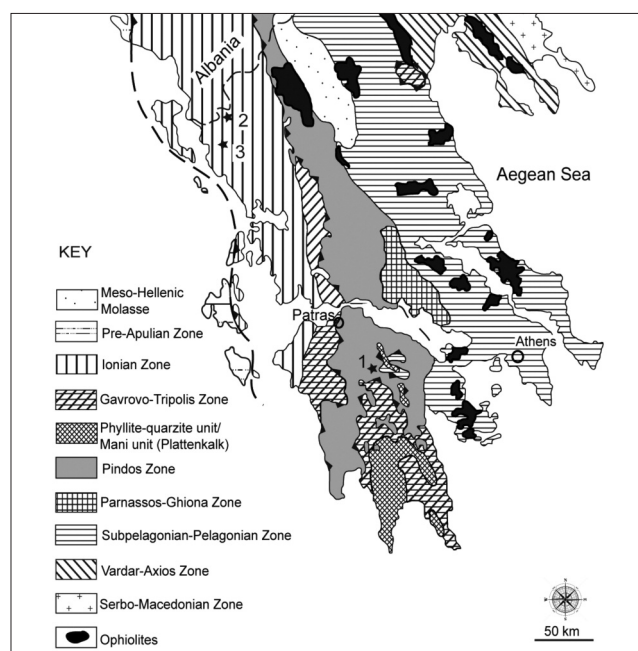 Albania
2
3
Aegean Sea
KEY
Meso-Hellenic
Molasse
Pre-Apulian Zone
Ionian Zone
Gavrovo-Tripolis Zone
Phyllite-quarzite unit/
Mani unit (Plattenkalk)
Pindos Zone
Parnassos-Ghiona Zone
Subpelagonian-Pelagonian Zone
Vardar-Axios Zone
Serbo-Macedonian Zone
Ophiolites
Patras
Athens
1
50 km